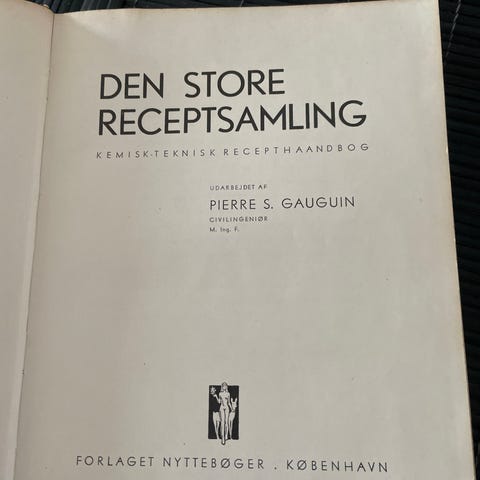 DEN STORE
RECEPTSAMLING
KEMISK-TEKNISK RECEPTHAANDBOG
UDARBEJDET AF
PIERRE S. GAUGUIN
CIVILINGENIØR
M. Ing. F.
FORLAGET NYTTEBØGER . KØBENHAVN